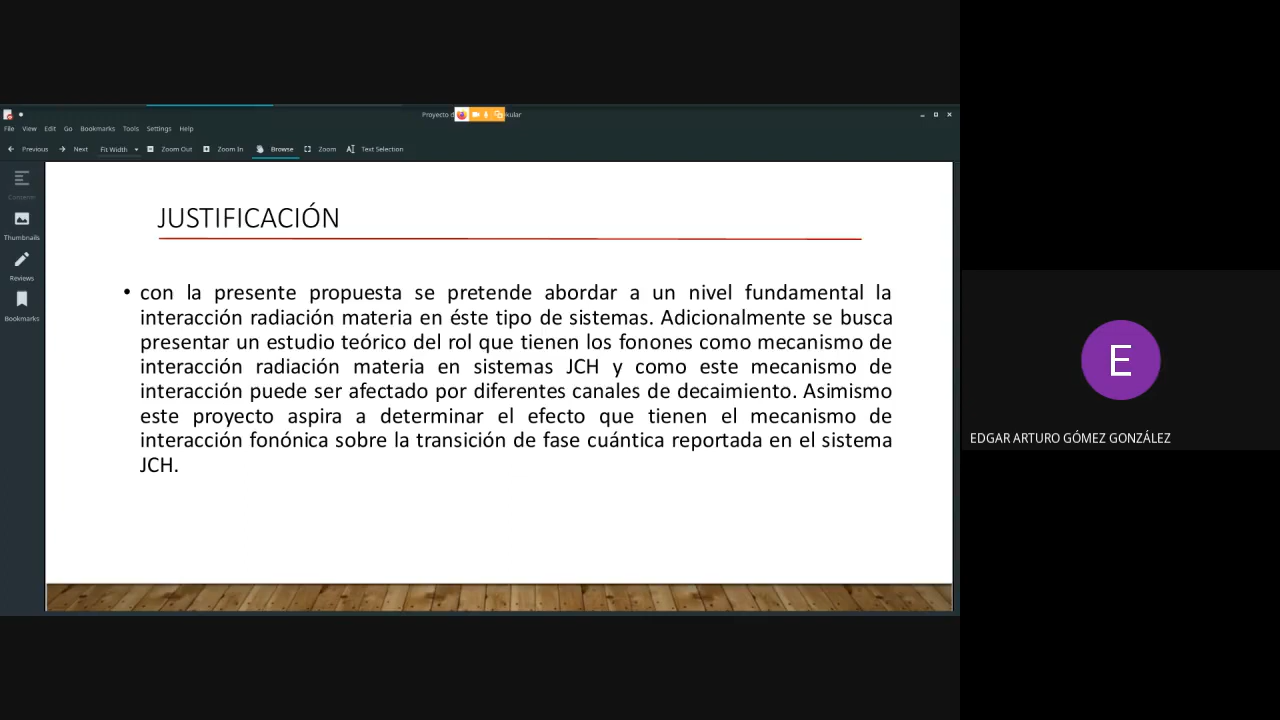 Proyecto d kular
File View Edit Go Bookmarks Tools Settings Help
Previous Next Fit Width Zoom Out Zoom In Browse Zoom Text Selection
Thumbnails
Reviews
Bookmarks
JUSTIFICACIÓN
• con la presente propuesta se pretende abordar a un nivel fundamental la
interacción radiación materia en éste tipo de sistemas. Adicionalmente se busca
presentar un estudio teórico del rol que tienen los fonones como mecanismo de
interacción radiación materia en sistemas JCH y como este mecanismo de
interacción puede ser afectado por diferentes canales de decaimiento. Asimismo
este proyecto aspira a determinar el efecto que tienen el mecanismo de
interacción fonónica sobre la transición de fase cuántica reportada en el sistema
JCH.
E
EDGAR ARTURO GÓMEZ GONZÁLEZ